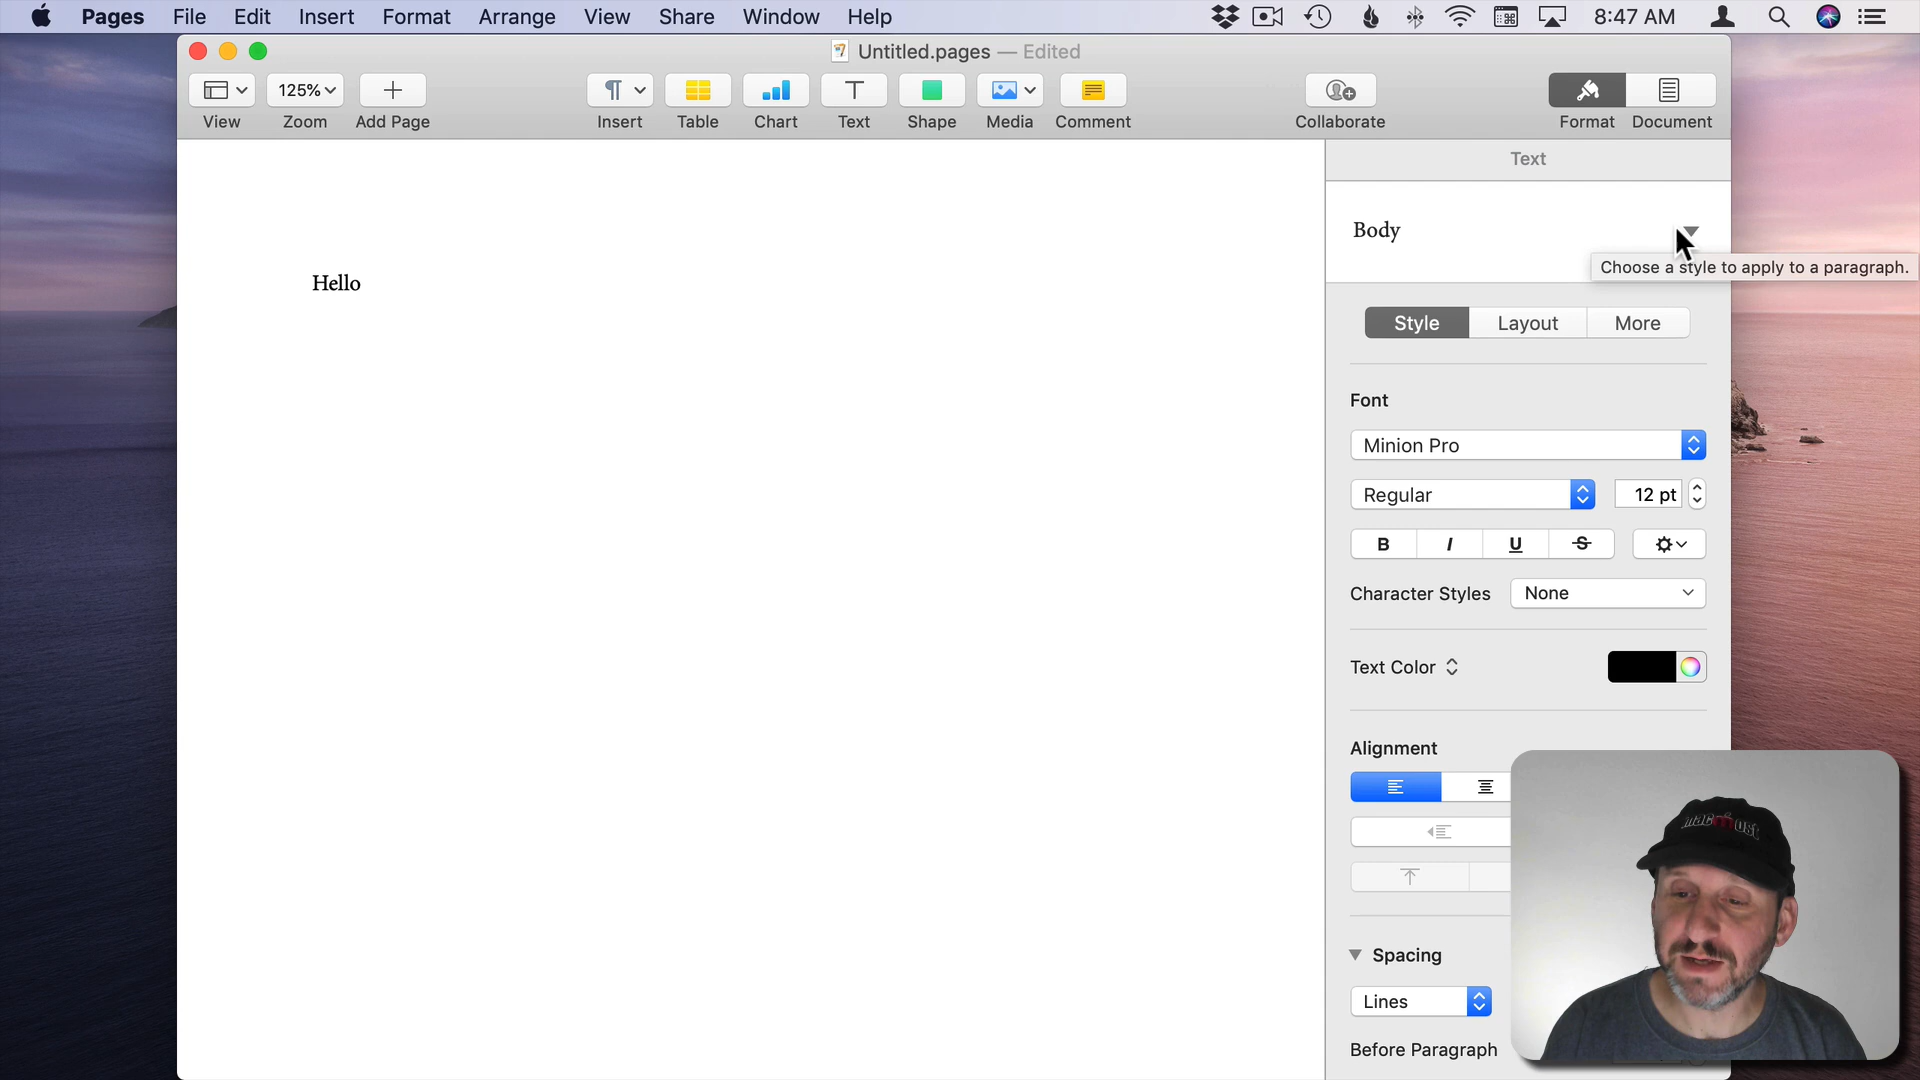 Pages File Edit Insert Format Arrange View Share Window Help 8:47 AM
Untitled.pages — Edited
125%
View Zoom Add Page Insert Table Chart Text Shape Media Comment Collaborate Format Document
Text
Body
Choose a style to apply to a paragraph.
Hello
Style Layout More
Font
Minion Pro
Regular 12 pt
B I U S
Character Styles None
Text Color
Alignment
Spacing
Lines
Before Paragraph
macmost